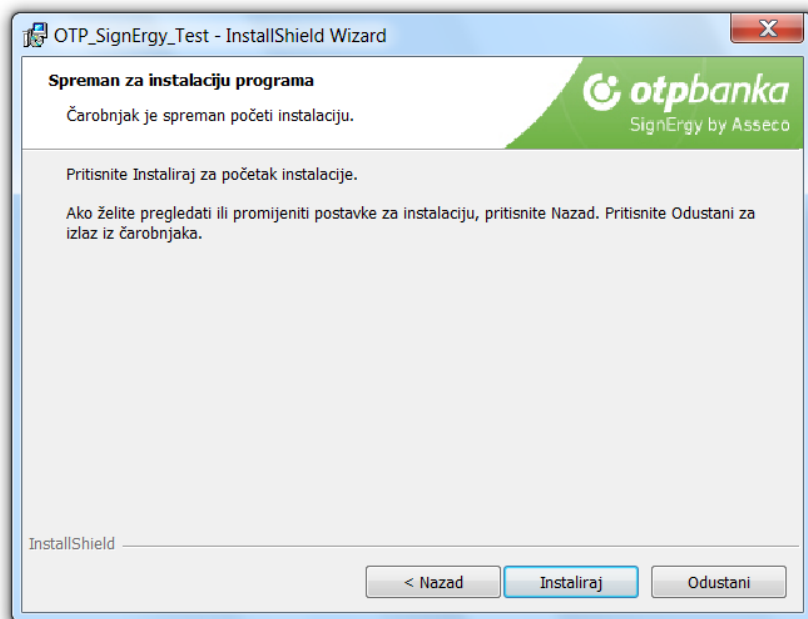 OTP_SignErgy_Test - InstallShield Wizard
Spreman za instalaciju programa
Čarobnjak je spreman početi instalaciju.
otpbanka
SignErgy by Asseco
Pritisnite Instaliraj za početak instalacije.
Ako želite pregledati ili promijeniti postavke za instalaciju, pritisnite Nazad. Pritisnite Odustani za
izlaz iz čarobnjaka.
InstallShield
< Nazad
Instaliraj
Odustani